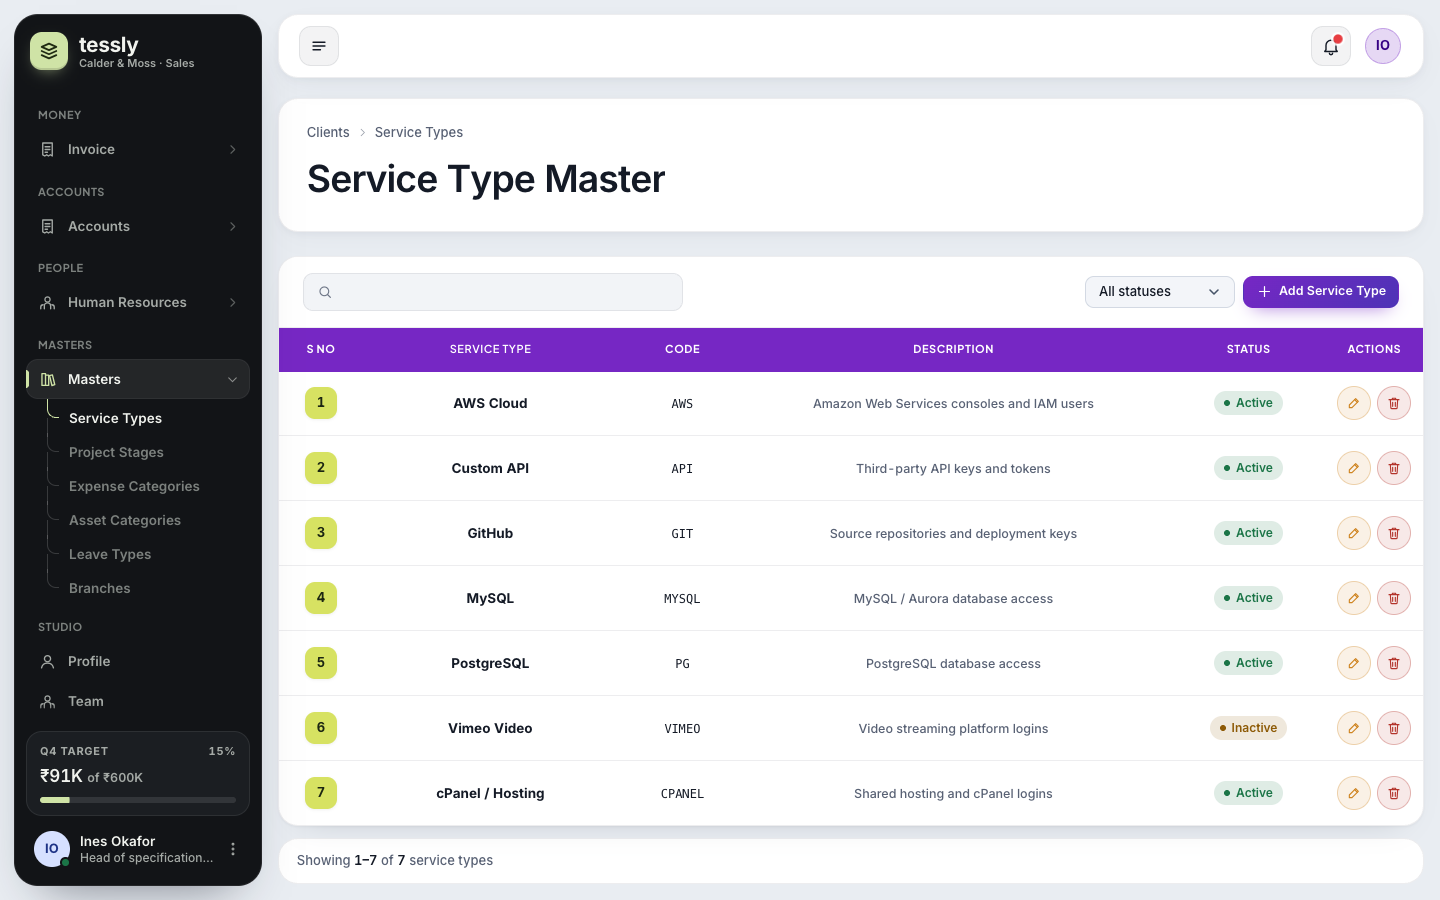 tessly
Calder & Moss · Sales
MONEY
Invoice
ACCOUNTS
Accounts
PEOPLE
Human Resources
MASTERS
Masters
Service Types
Project Stages
Expense Categories
Asset Categories
Leave Types
Branches
STUDIO
Profile
Team
Q4 TARGET 15%
₹91K of ₹600K
IO Ines Okafor
Head of specification...
IO
Clients > Service Types
Service Type Master
All statuses
Add Service Type
S NO SERVICE TYPE CODE DESCRIPTION STATUS ACTIONS
1 AWS Cloud AWS Amazon Web Services consoles and IAM users Active
2 Custom API API Third-party API keys and tokens Active
3 GitHub GIT Source repositories and deployment keys Active
4 MySQL MYSQL MySQL / Aurora database access Active
5 PostgreSQL PG PostgreSQL database access Active
6 Vimeo Video VIMEO Video streaming platform logins Inactive
7 cPanel / Hosting CPANEL Shared hosting and cPanel logins Active
Showing 1–7 of 7 service types